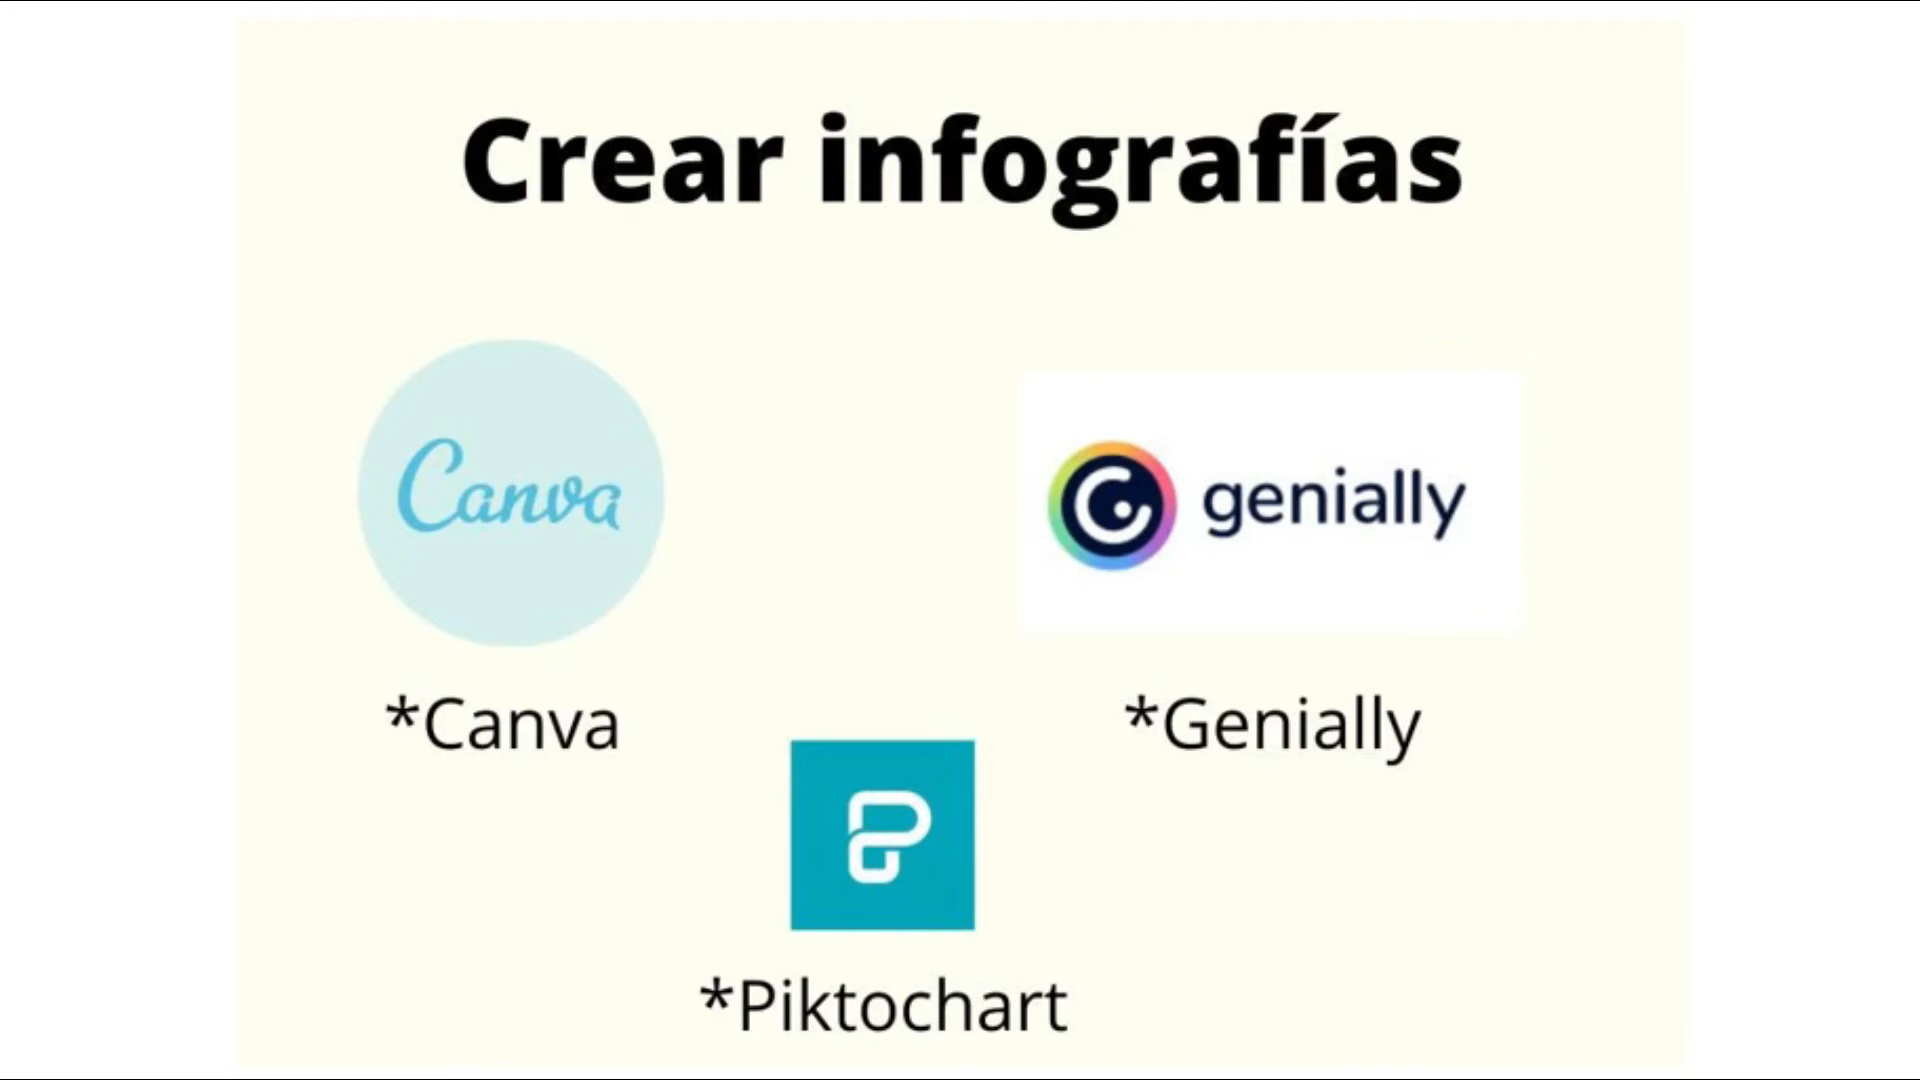 Crear infografías
Canva
genially
*Canva
*Genially
*Piktochart